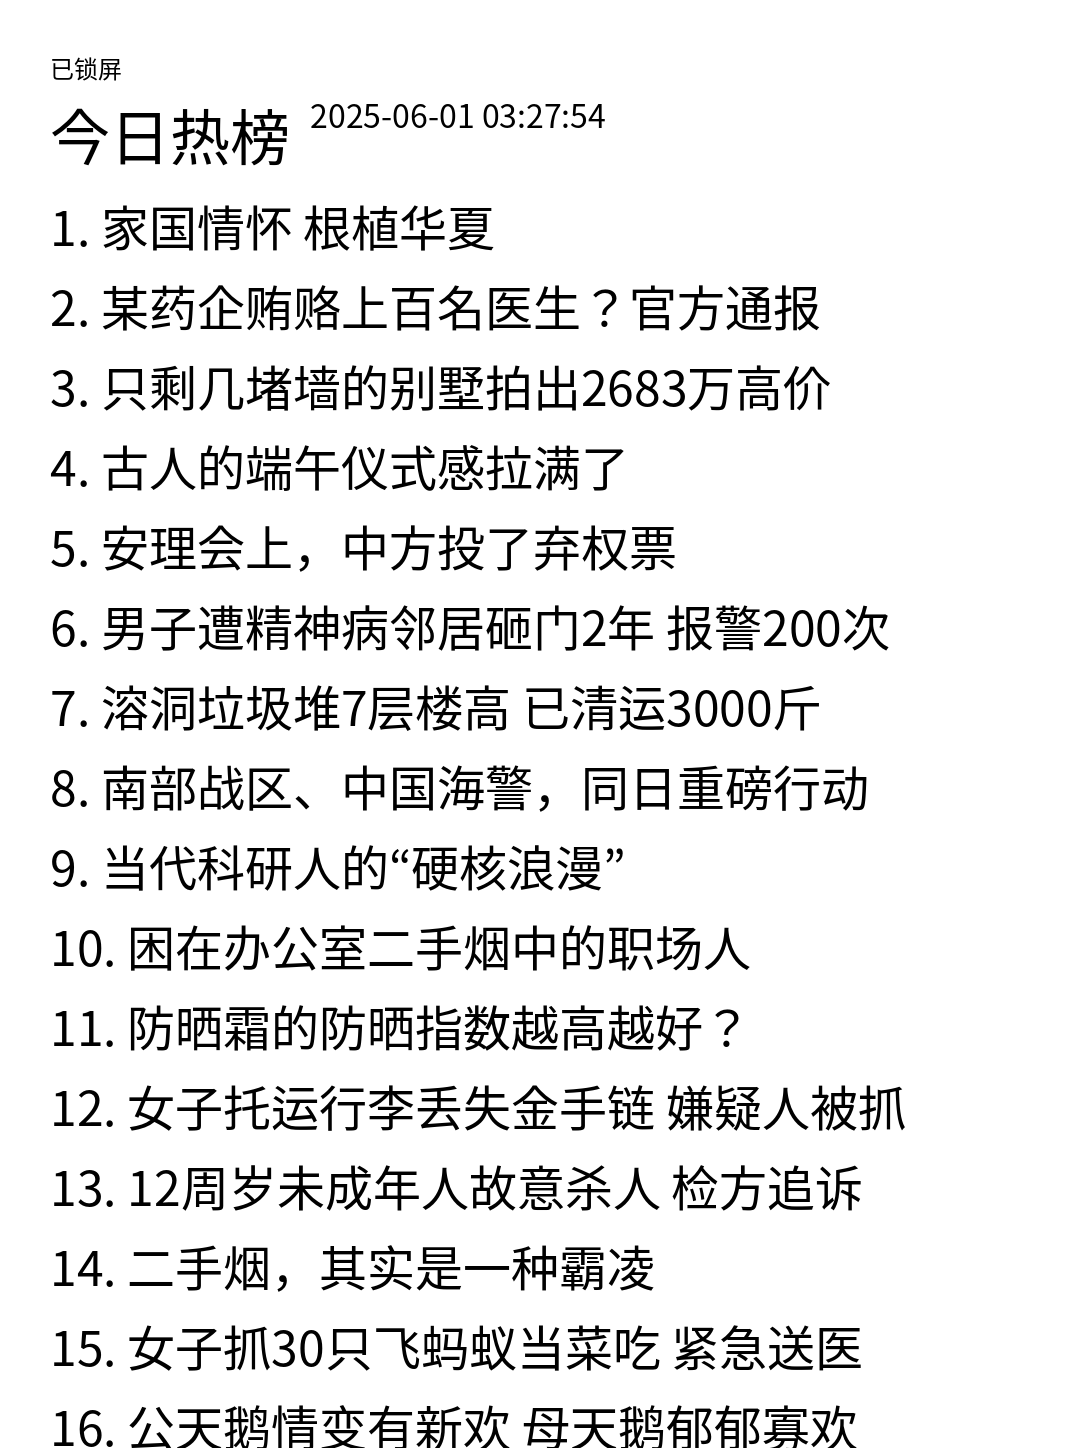 已锁屏
今日热榜 2025-06-01 03:27:54
1. 家国情怀 根植华夏
2. 某药企贿赂上百名医生？官方通报
3. 只剩几堵墙的别墅拍出2683万高价
4. 古人的端午仪式感拉满了
5. 安理会上，中方投了弃权票
6. 男子遭精神病邻居砸门2年 报警200次
7. 溶洞垃圾堆7层楼高 已清运3000斤
8. 南部战区、中国海警，同日重磅行动
9. 当代科研人的“硬核浪漫”
10. 困在办公室二手烟中的职场人
11. 防晒霜的防晒指数越高越好？
12. 女子托运行李丢失金手链 嫌疑人被抓
13. 12周岁未成年人故意杀人 检方追诉
14. 二手烟，其实是一种霸凌
15. 女子抓30只飞蚂蚁当菜吃 紧急送医
16. 公天鹅情变有新欢 母天鹅郁郁寡欢